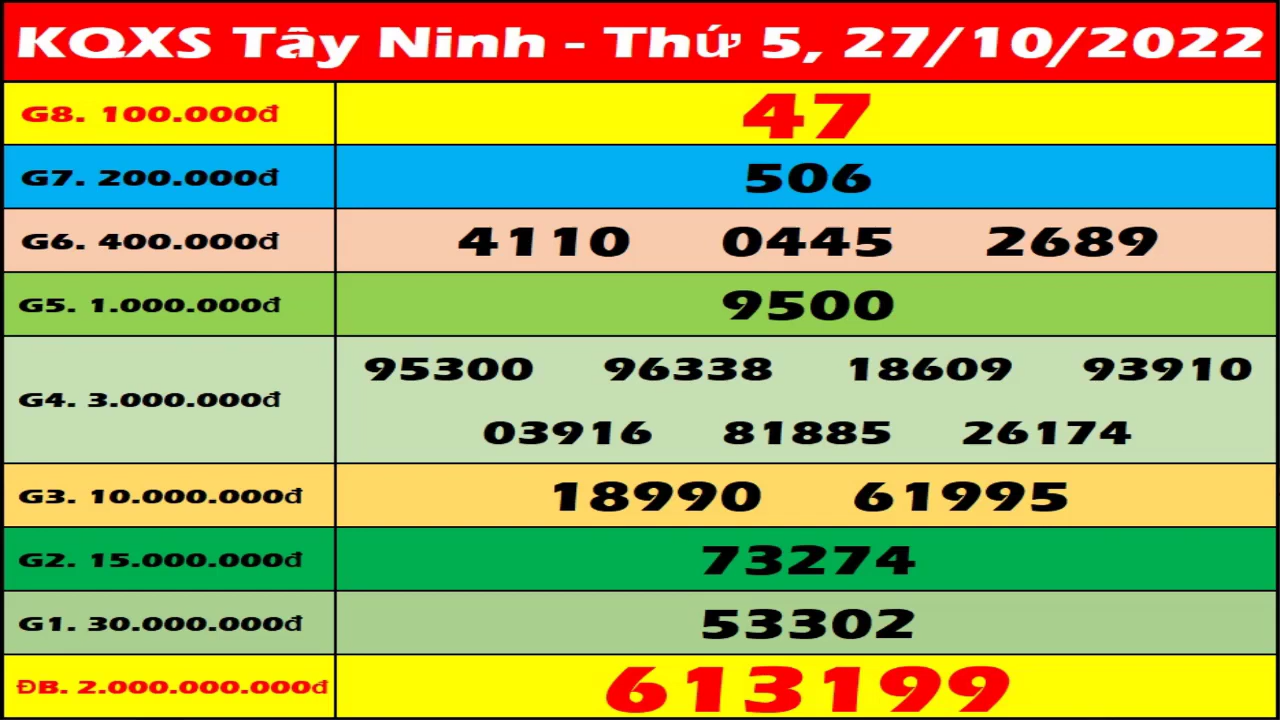 KQXS Tây Ninh - Thứ 5, 27/10/2022
G8. 100.000đ 47
G7. 200.000đ 506
G6. 400.000đ 4110 0445 2689
G5. 1.000.000đ 9500
G4. 3.000.000đ 95300 96338 18609 93910
03916 81885 26174
G3. 10.000.000đ 18990 61995
G2. 15.000.000đ 73274
G1. 30.000.000đ 53302
ĐB. 2.000.000.000đ 613199